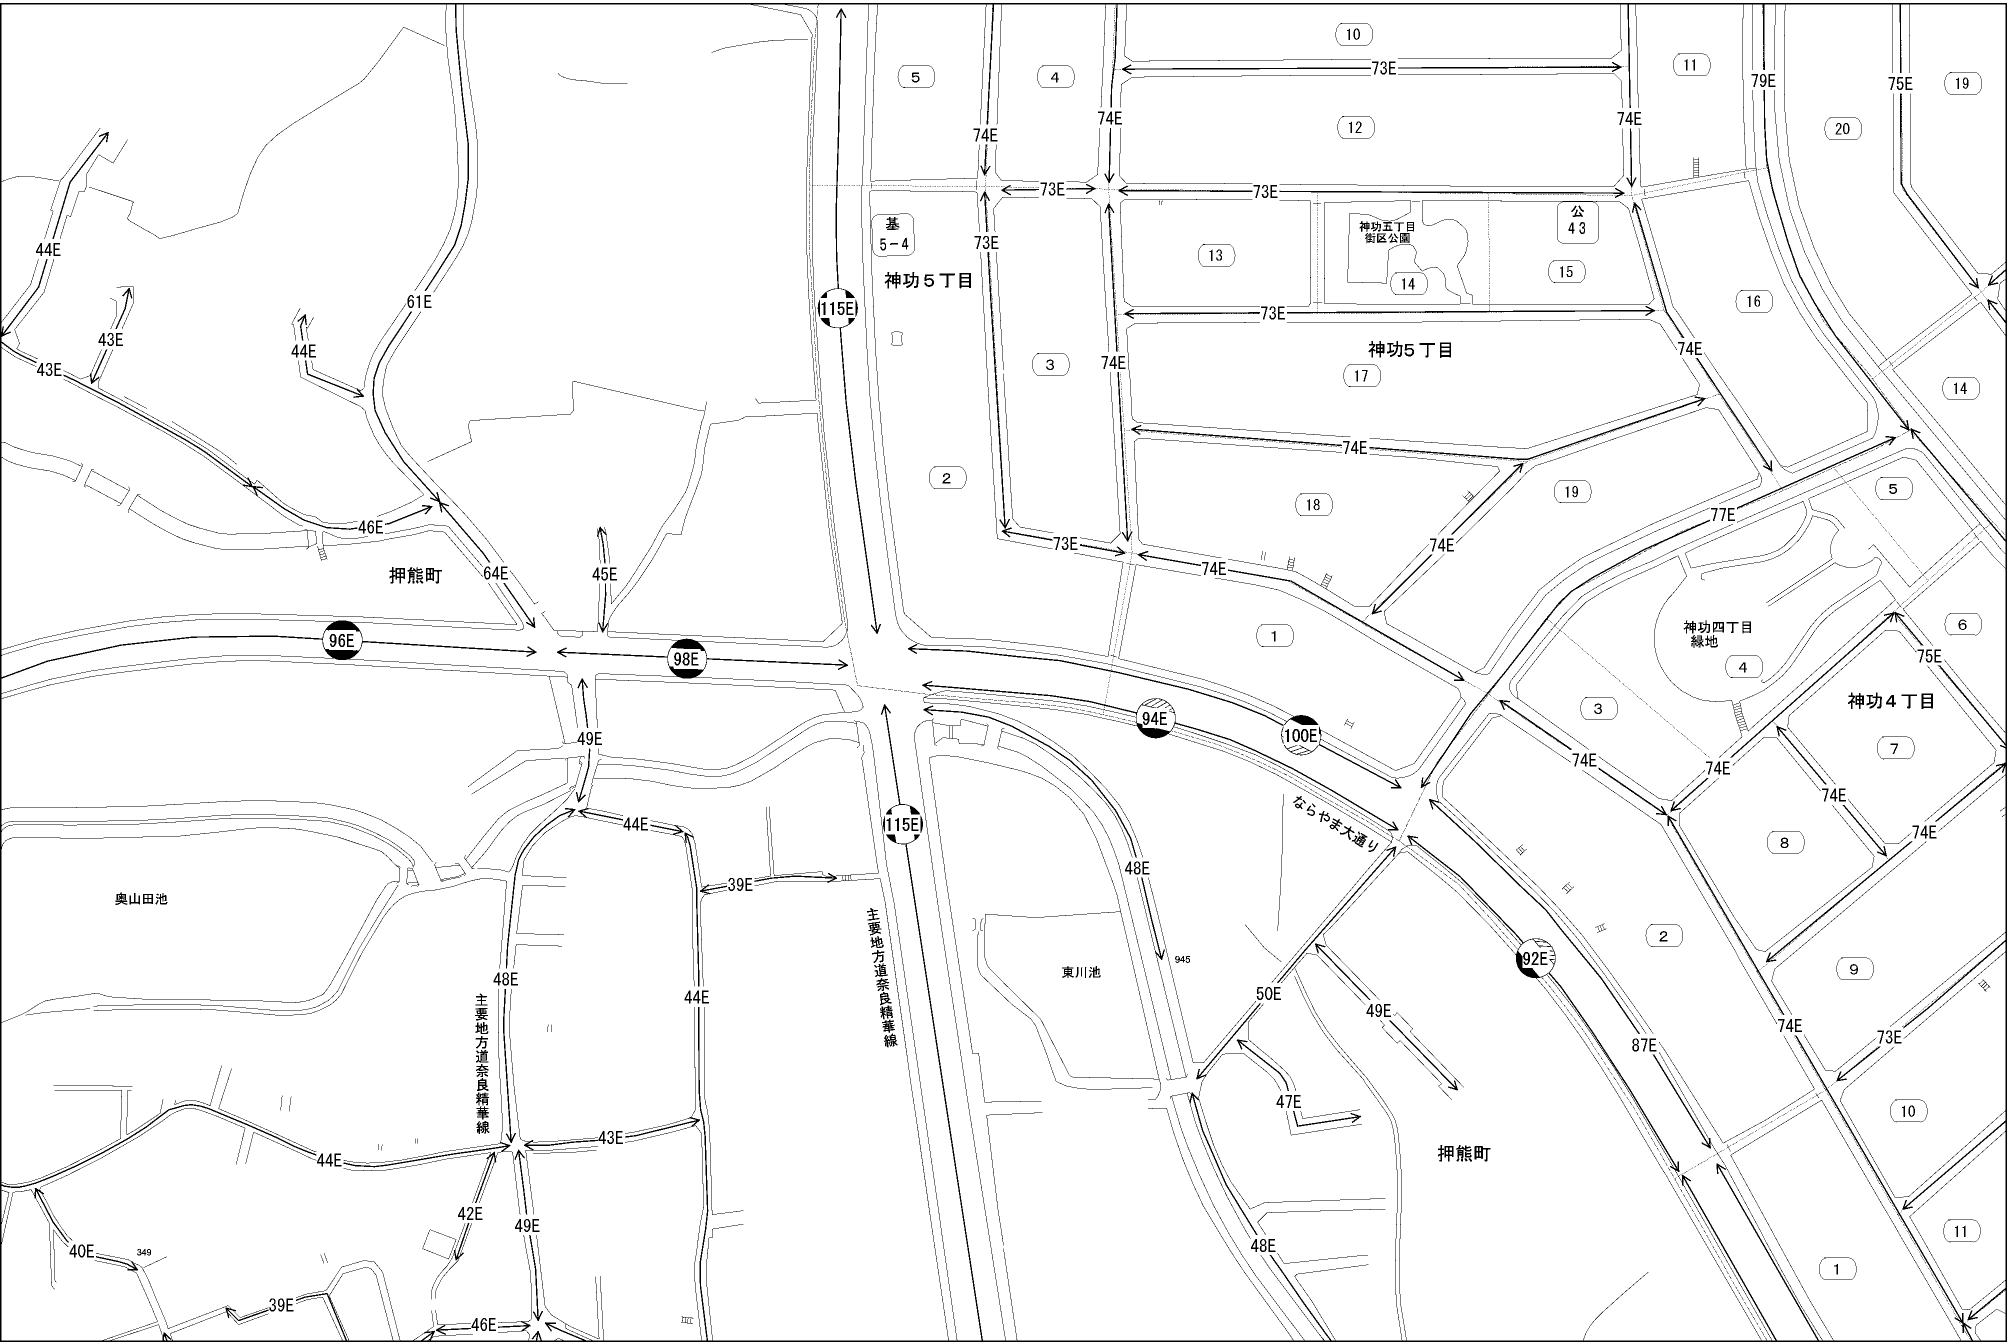 10
5
4
11
79E
75E
19
73E
74E
74E
12
74E
20
74E
73E
73E
44E
基
5-4
公
43
神功五丁目
街区公園
73E
13
14
15
神功5丁目
16
61E
115E
73E
43E
44E
74E
神功5丁目
74E
43E
3
17
14
74E
2
18
19
5
46E
77E
73E
74E
64E
45E
74E
押熊町
96E
98E
1
神功四丁目
緑地
4
6
75E
94E
100E
3
神功4丁目
49E
7
74E
74E
74E
ならやま大通り
44E
115E
74E
8
48E
39E
奥山田池
主要地方道奈良精華線
2
東川池
945
92E
9
48E
主要地方道奈良精華線
44E
50E
49E
74E
73E
87E
47E
10
43E
44E
押熊町
42E
49E
40E
349
48E
11
1
39E
46E